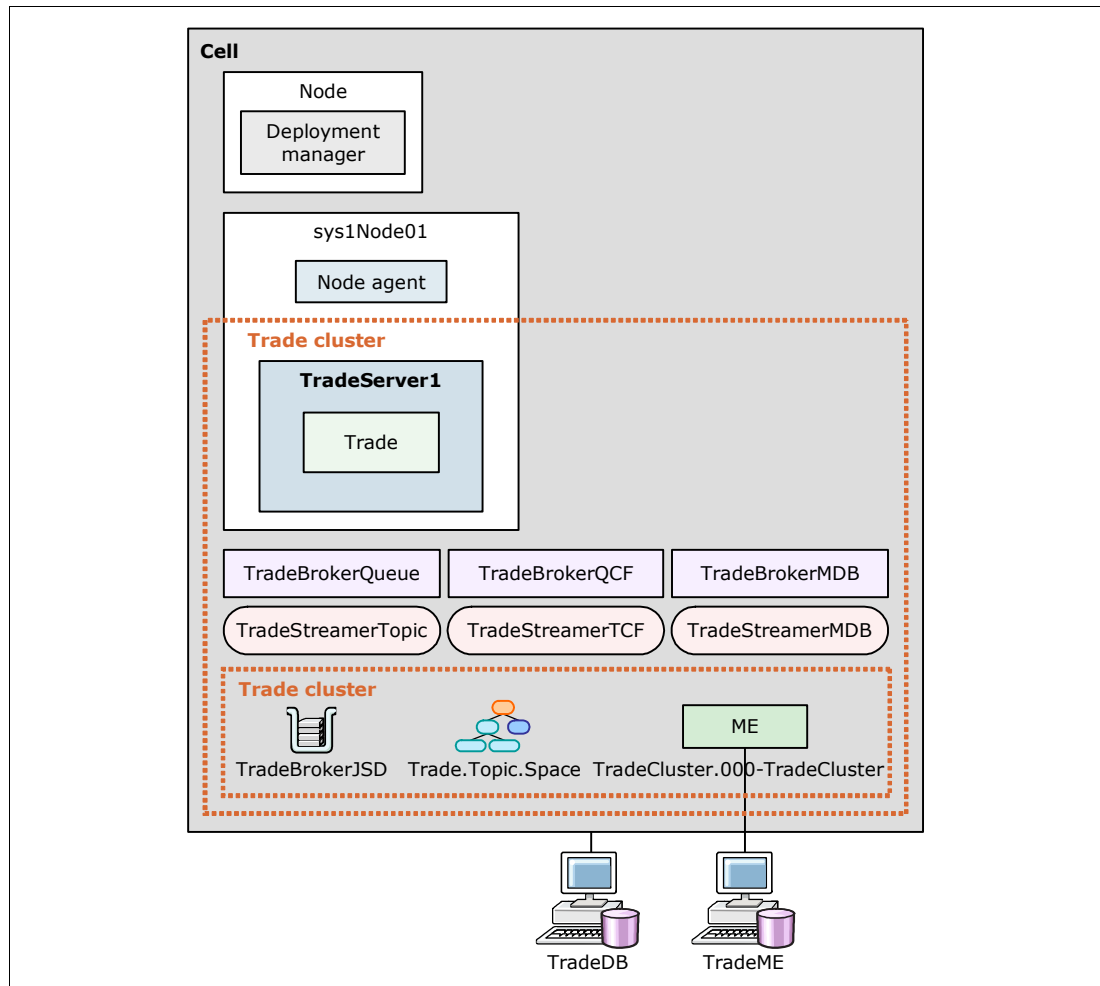 Cell
Node
Deployment
manager
sys1Node01
Node agent
Trade cluster
TradeServer1
Trade
TradeBrokerQueue
TradeBrokerQCF
TradeBrokerMDB
TradeStreamerTopic
TradeStreamerTCF
TradeStreamerMDB
Trade cluster
ME
TradeBrokerJSD
Trade.Topic.Space
TradeCluster.000-TradeCluster
TradeDB
TradeME